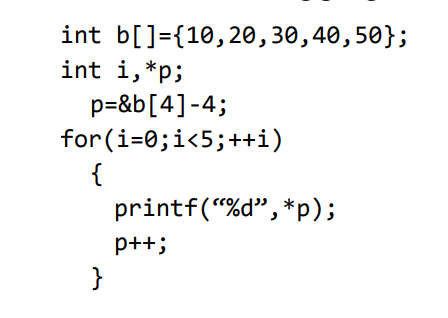 int b[]={10,20,30,40,50};
int i,*p;
p=&b[4]-4;
for(i=0;i<5;++i)
{
printf(“%d”,*p);
p++;
}